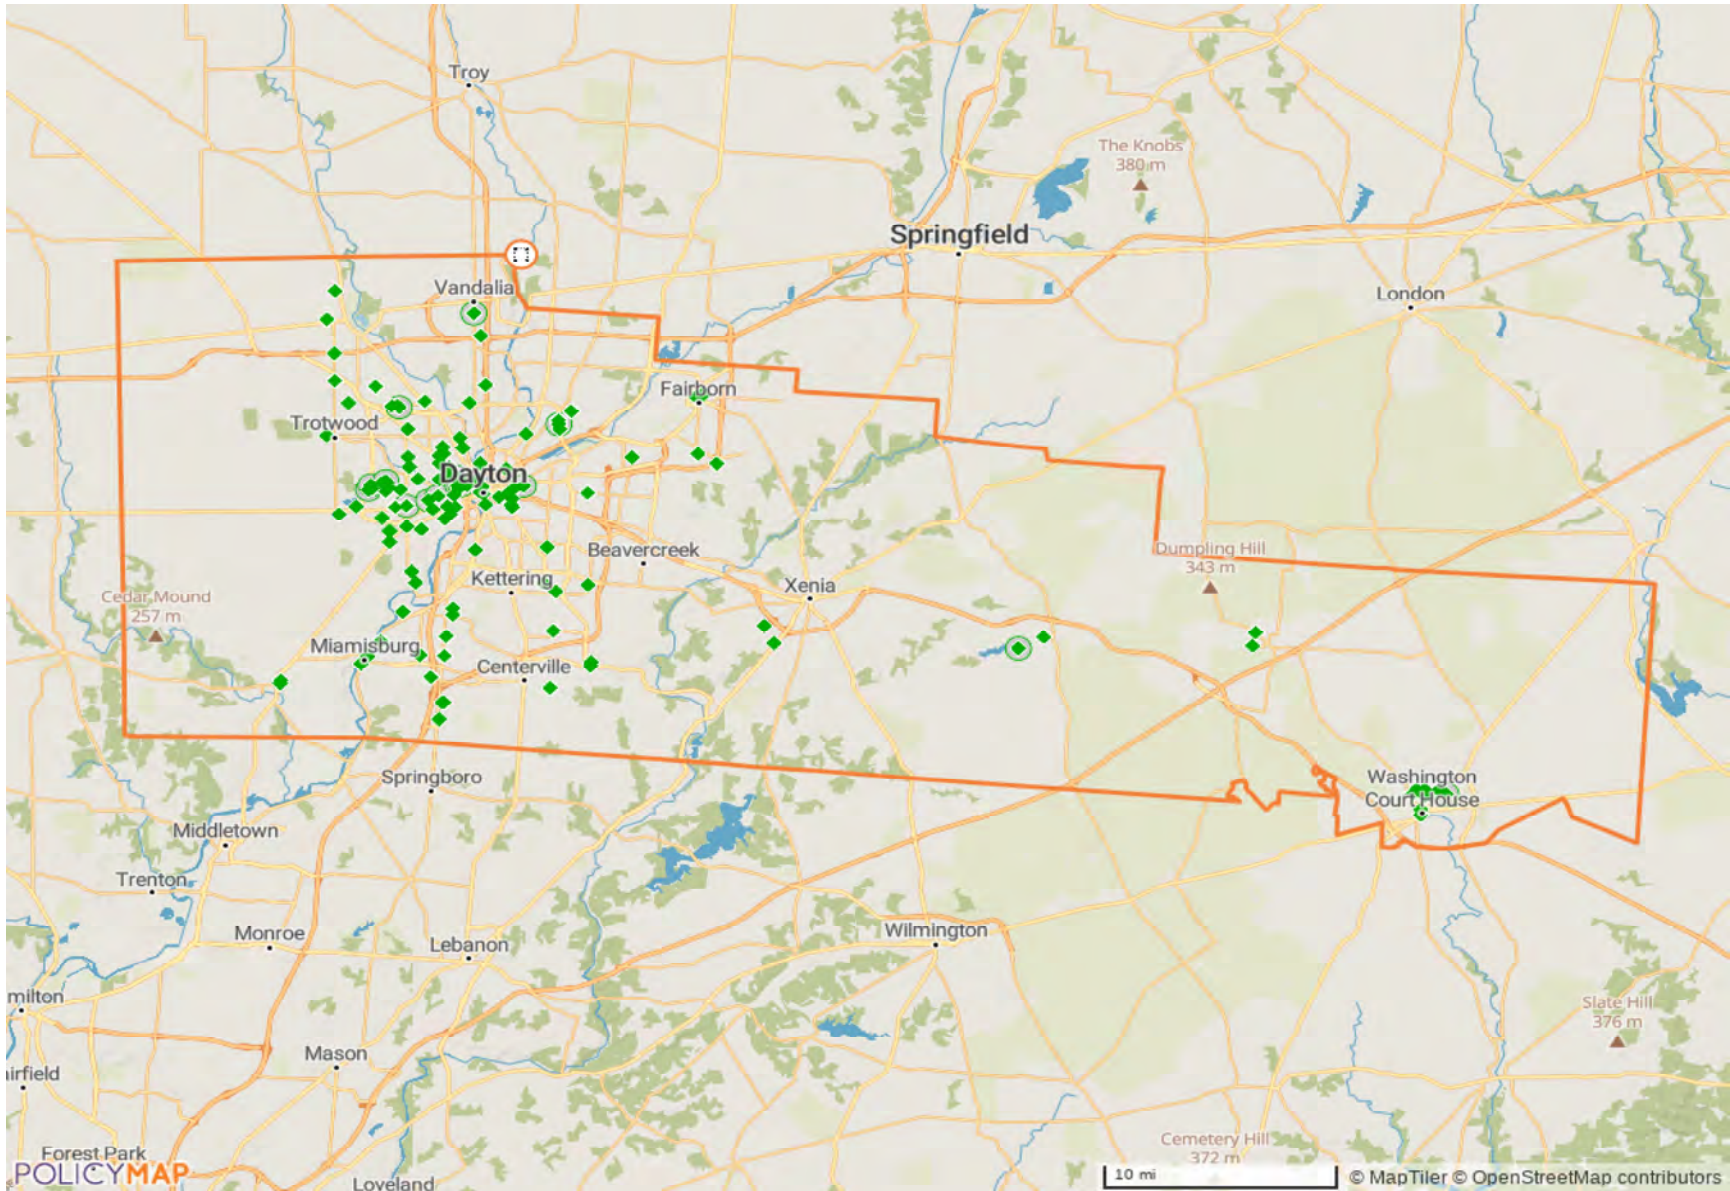 Troy
The Knobs
380 m
Springfield
Vandalia
London
Fairborn
Trotwood
Dayton
Beavercreek
Dumpling Hill
343 m
Kettering
Xenia
Cedar Mound
257 m
Miamisburg
Centerville
Springboro
Washington
Court House
Middletown
Trenton
Monroe
Lebanon
Wilmington
milton
Slate Hill
376 m
Mason
airfield
Forest Park
Cemetery Hill
372 m
POLICYMAP
Loveland
10 mi
© MapTiler © OpenStreetMap contributors